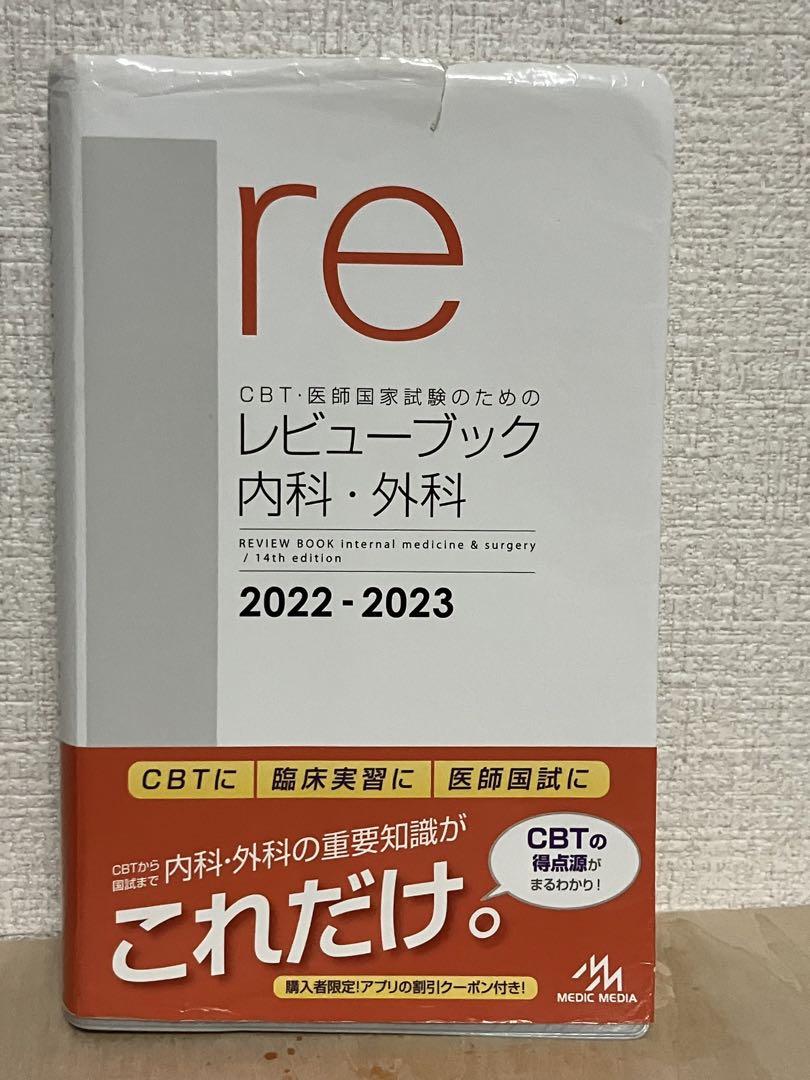 re
CBT・医師国家試験のための
レビューブック
内科・外科
REVIEW BOOK internal medicine & surgery
/ 14th edition
2022 - 2023
CBTに 臨床実習に 医師国試に
CBTから
国試まで
内科・外科の重要知識が
これだけ。
CBTの
得点源が
まるわかり!
購入者限定!アプリの割引クーポン付き!
MEDIC MEDIA